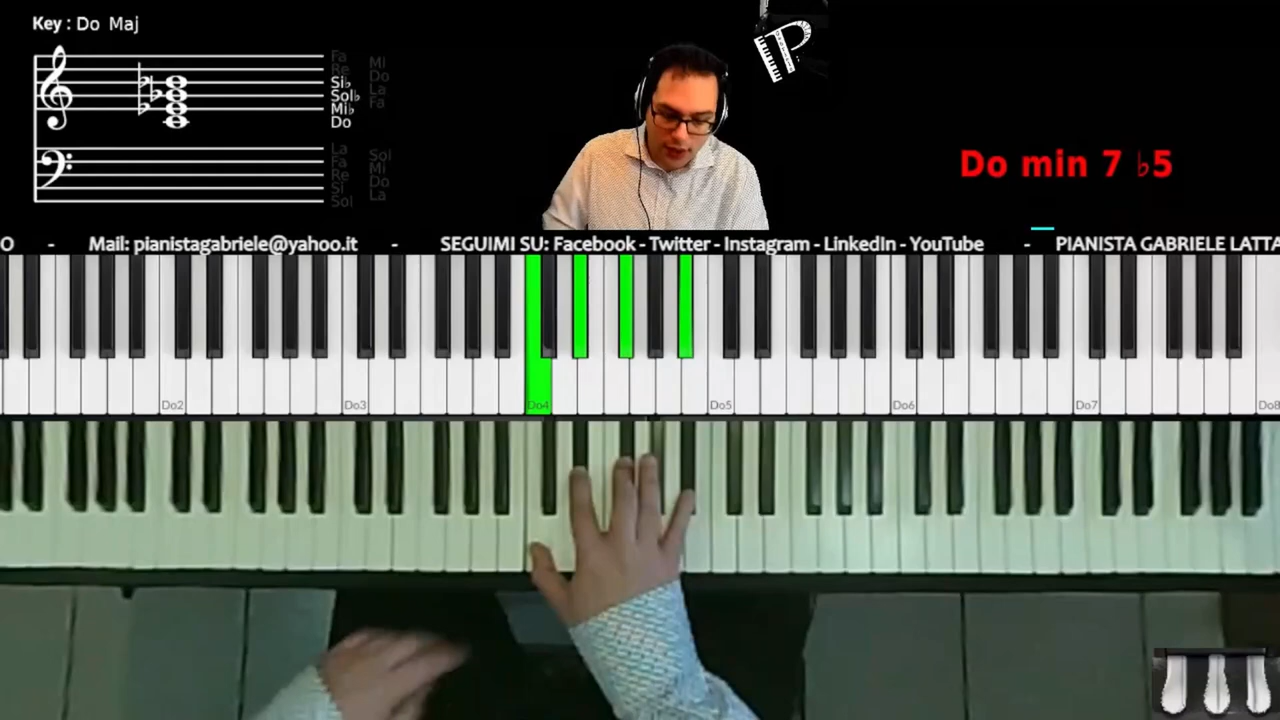 Key : Do Maj
Fa
Re
Si♭
Sol♭
Mi♭
Do
Mi
Do
La
Fa
La
Fa
Re
Si
Sol
Sol
Mi
Do
La
Do min 7 ♭5
O - Mail: pianistagabriele@yahoo.it - SEGUIMI SU: Facebook - Twitter - Instagram - LinkedIn - YouTube - PIANISTA GABRIELE LATTA
Do2 Do3 Do4 Do5 Do6 Do7 Do8